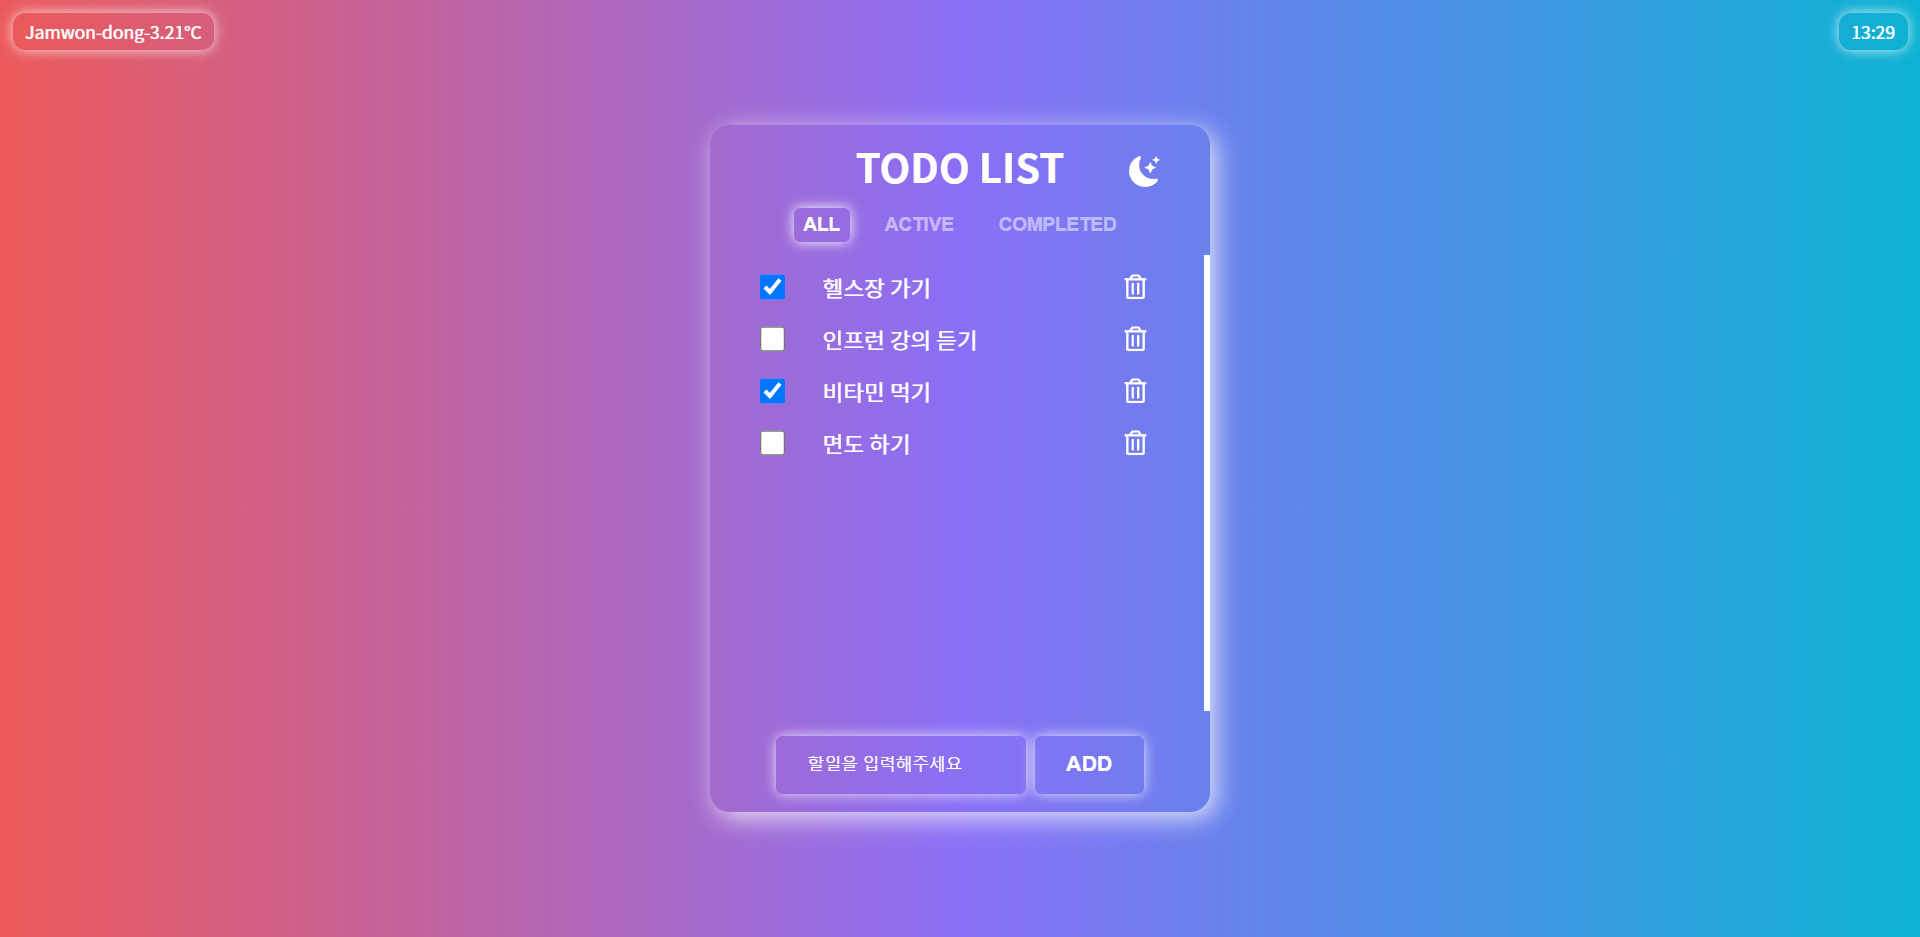 Jamwon-dong-3.21℃
13:29
TODO LIST
ALL
ACTIVE
COMPLETED
헬스장 가기
인프런 강의 듣기
비타민 먹기
면도 하기
할일을 입력해주세요
ADD